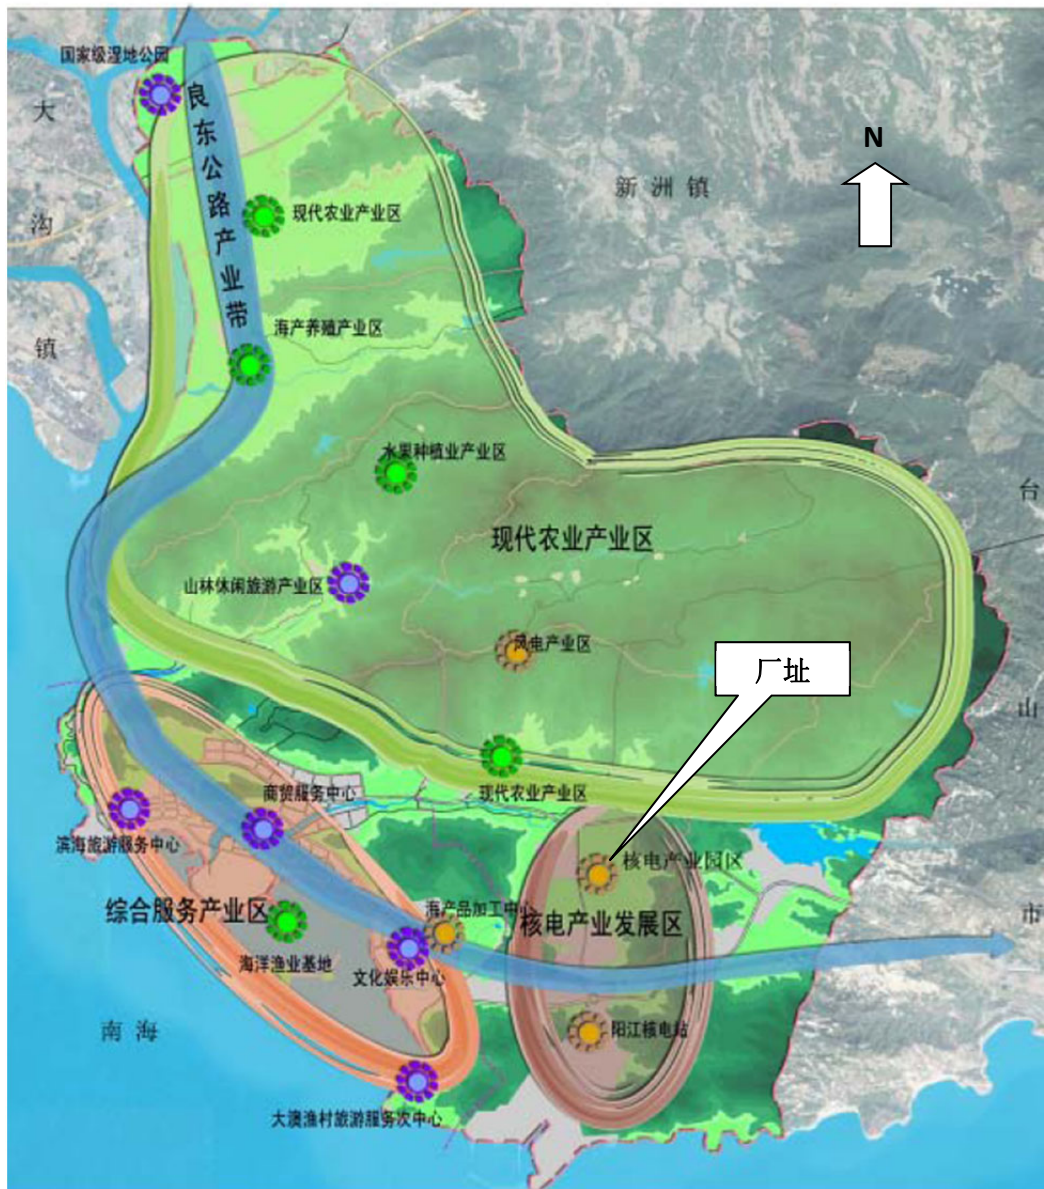 国家级湿地公园
大沟镇
良东公路产业带
N
新洲镇
现代农业产业区
海产养殖产业区
水果种植业产业区
现代农业产业区
台山市
山林休闲旅游产业区
风电产业区
厂址
现代农业产业区
商贸服务中心
滨海旅游服务中心
核电产业园区
综合服务产业区
海产品加工中心
核电产业发展区
海洋渔业基地
文化娱乐中心
南海
阳江核电站
大澳渔村旅游服务次中心